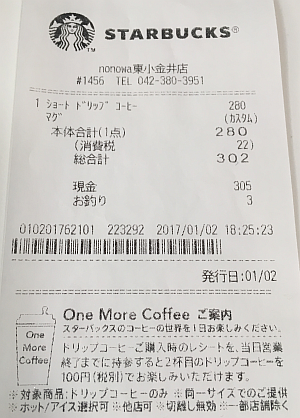 STARBUCKS®
nonowa東小金井店
#1456 TEL 042-380-3951
1 ショート ドリップ コーヒー 280
マグ (カスタム)
本体合計(1点) 280
(消費税 22)
総合計 302
現金 305
お釣り 3
010201762101 223292 2017/01/02 18:25:23
発行日:01/02
One More Coffee
One More Coffee ご案内
スターバックスのコーヒーの世界を1日お楽しみください。
ドリップコーヒーご購入時のレシートを、当日営業
終了までに持参すると2杯目のドリップコーヒーを
100円(税別)でお楽しみいただけます。
※対象商品:ドリップコーヒーのみ ※同一サイズでのご提供
※ホット/アイス選択可 ※他店可 ※切離し無効 ※一部店舗除く